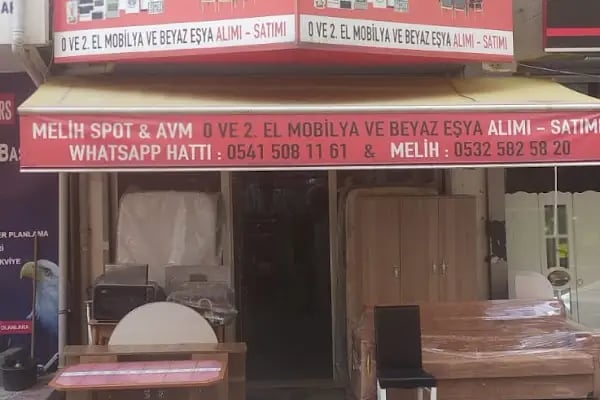 0 VE 2. EL MOBİLYA VE BEYAZ EŞYA ALIMI - SATIMI
0 VE 2. EL MOBİLYA VE BEYAZ EŞYA ALIMI - SATIMI
MELİH SPOT & AVM 0 VE 2. EL MOBİLYA VE BEYAZ EŞYA ALIMI - SATIMI
WHATSAPP HATTI : 0541 508 11 61 & MELİH : 0532 582 58 20
ER PLANLAMA